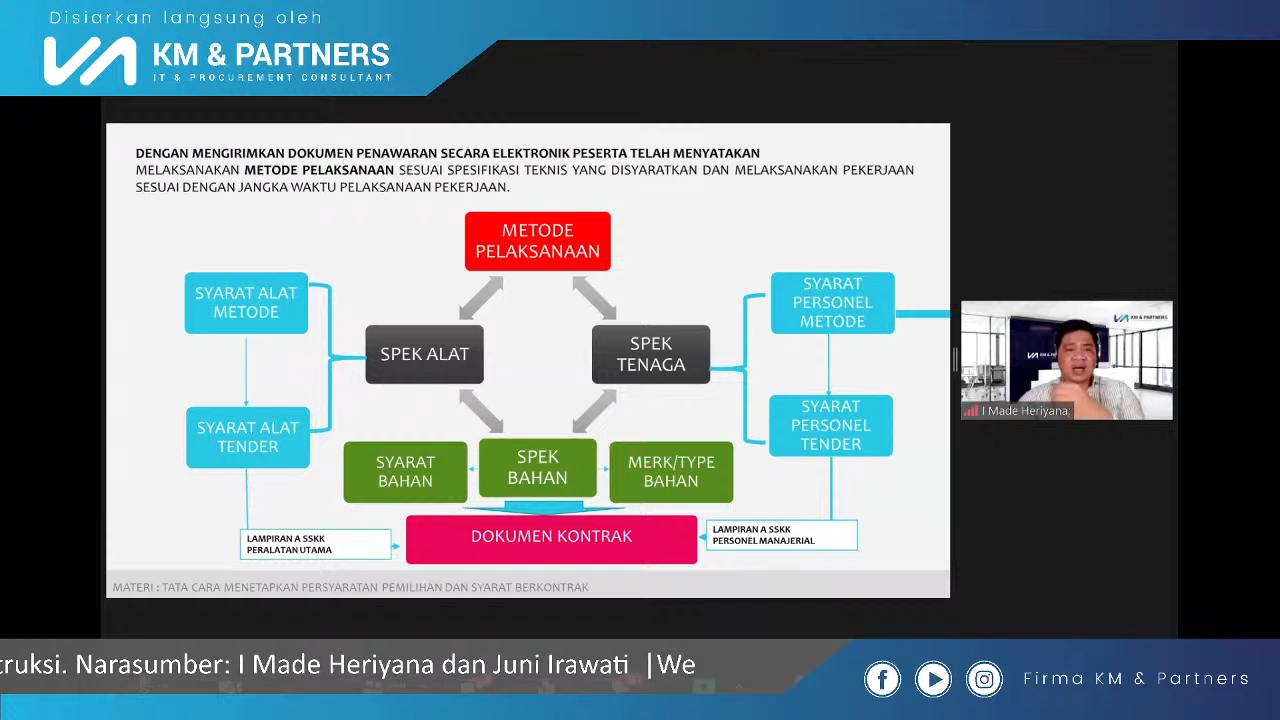 Disiarkan langsung oleh
KM & PARTNERS
IT & PROCUREMENT CONSULTANT
DENGAN MENGIRIMKAN DOKUMEN PENAWARAN SECARA ELEKTRONIK PESERTA TELAH MENYATAKAN
MELAKSANAKAN METODE PELAKSANAAN SESUAI SPESIFIKASI TEKNIS YANG DISYARATKAN DAN MELAKSANAKAN PEKERJAAN
SESUAI DENGAN JANGKA WAKTU PELAKSANAAN PEKERJAAN.
METODE
PELAKSANAAN
SYARAT ALAT
METODE
SPEK ALAT
SPEK
TENAGA
SYARAT
PERSONEL
METODE
SYARAT ALAT
TENDER
SYARAT
PERSONEL
TENDER
SYARAT
BAHAN
SPEK
BAHAN
MERK/TYPE
BAHAN
LAMPIRAN A SSKK
PERALATAN UTAMA
DOKUMEN KONTRAK
LAMPIRAN A SSKK
PERSONEL MANAJERIAL
MATERI : TATA CARA MENETAPKAN PERSYARATAN PEMILIHAN DAN SYARAT BERKONTRAK
KM & PARTNERS
I Made Heriyana:
truksi. Narasumber: I Made Heriyana dan Juni Irawati |We
Firma KM & Partners